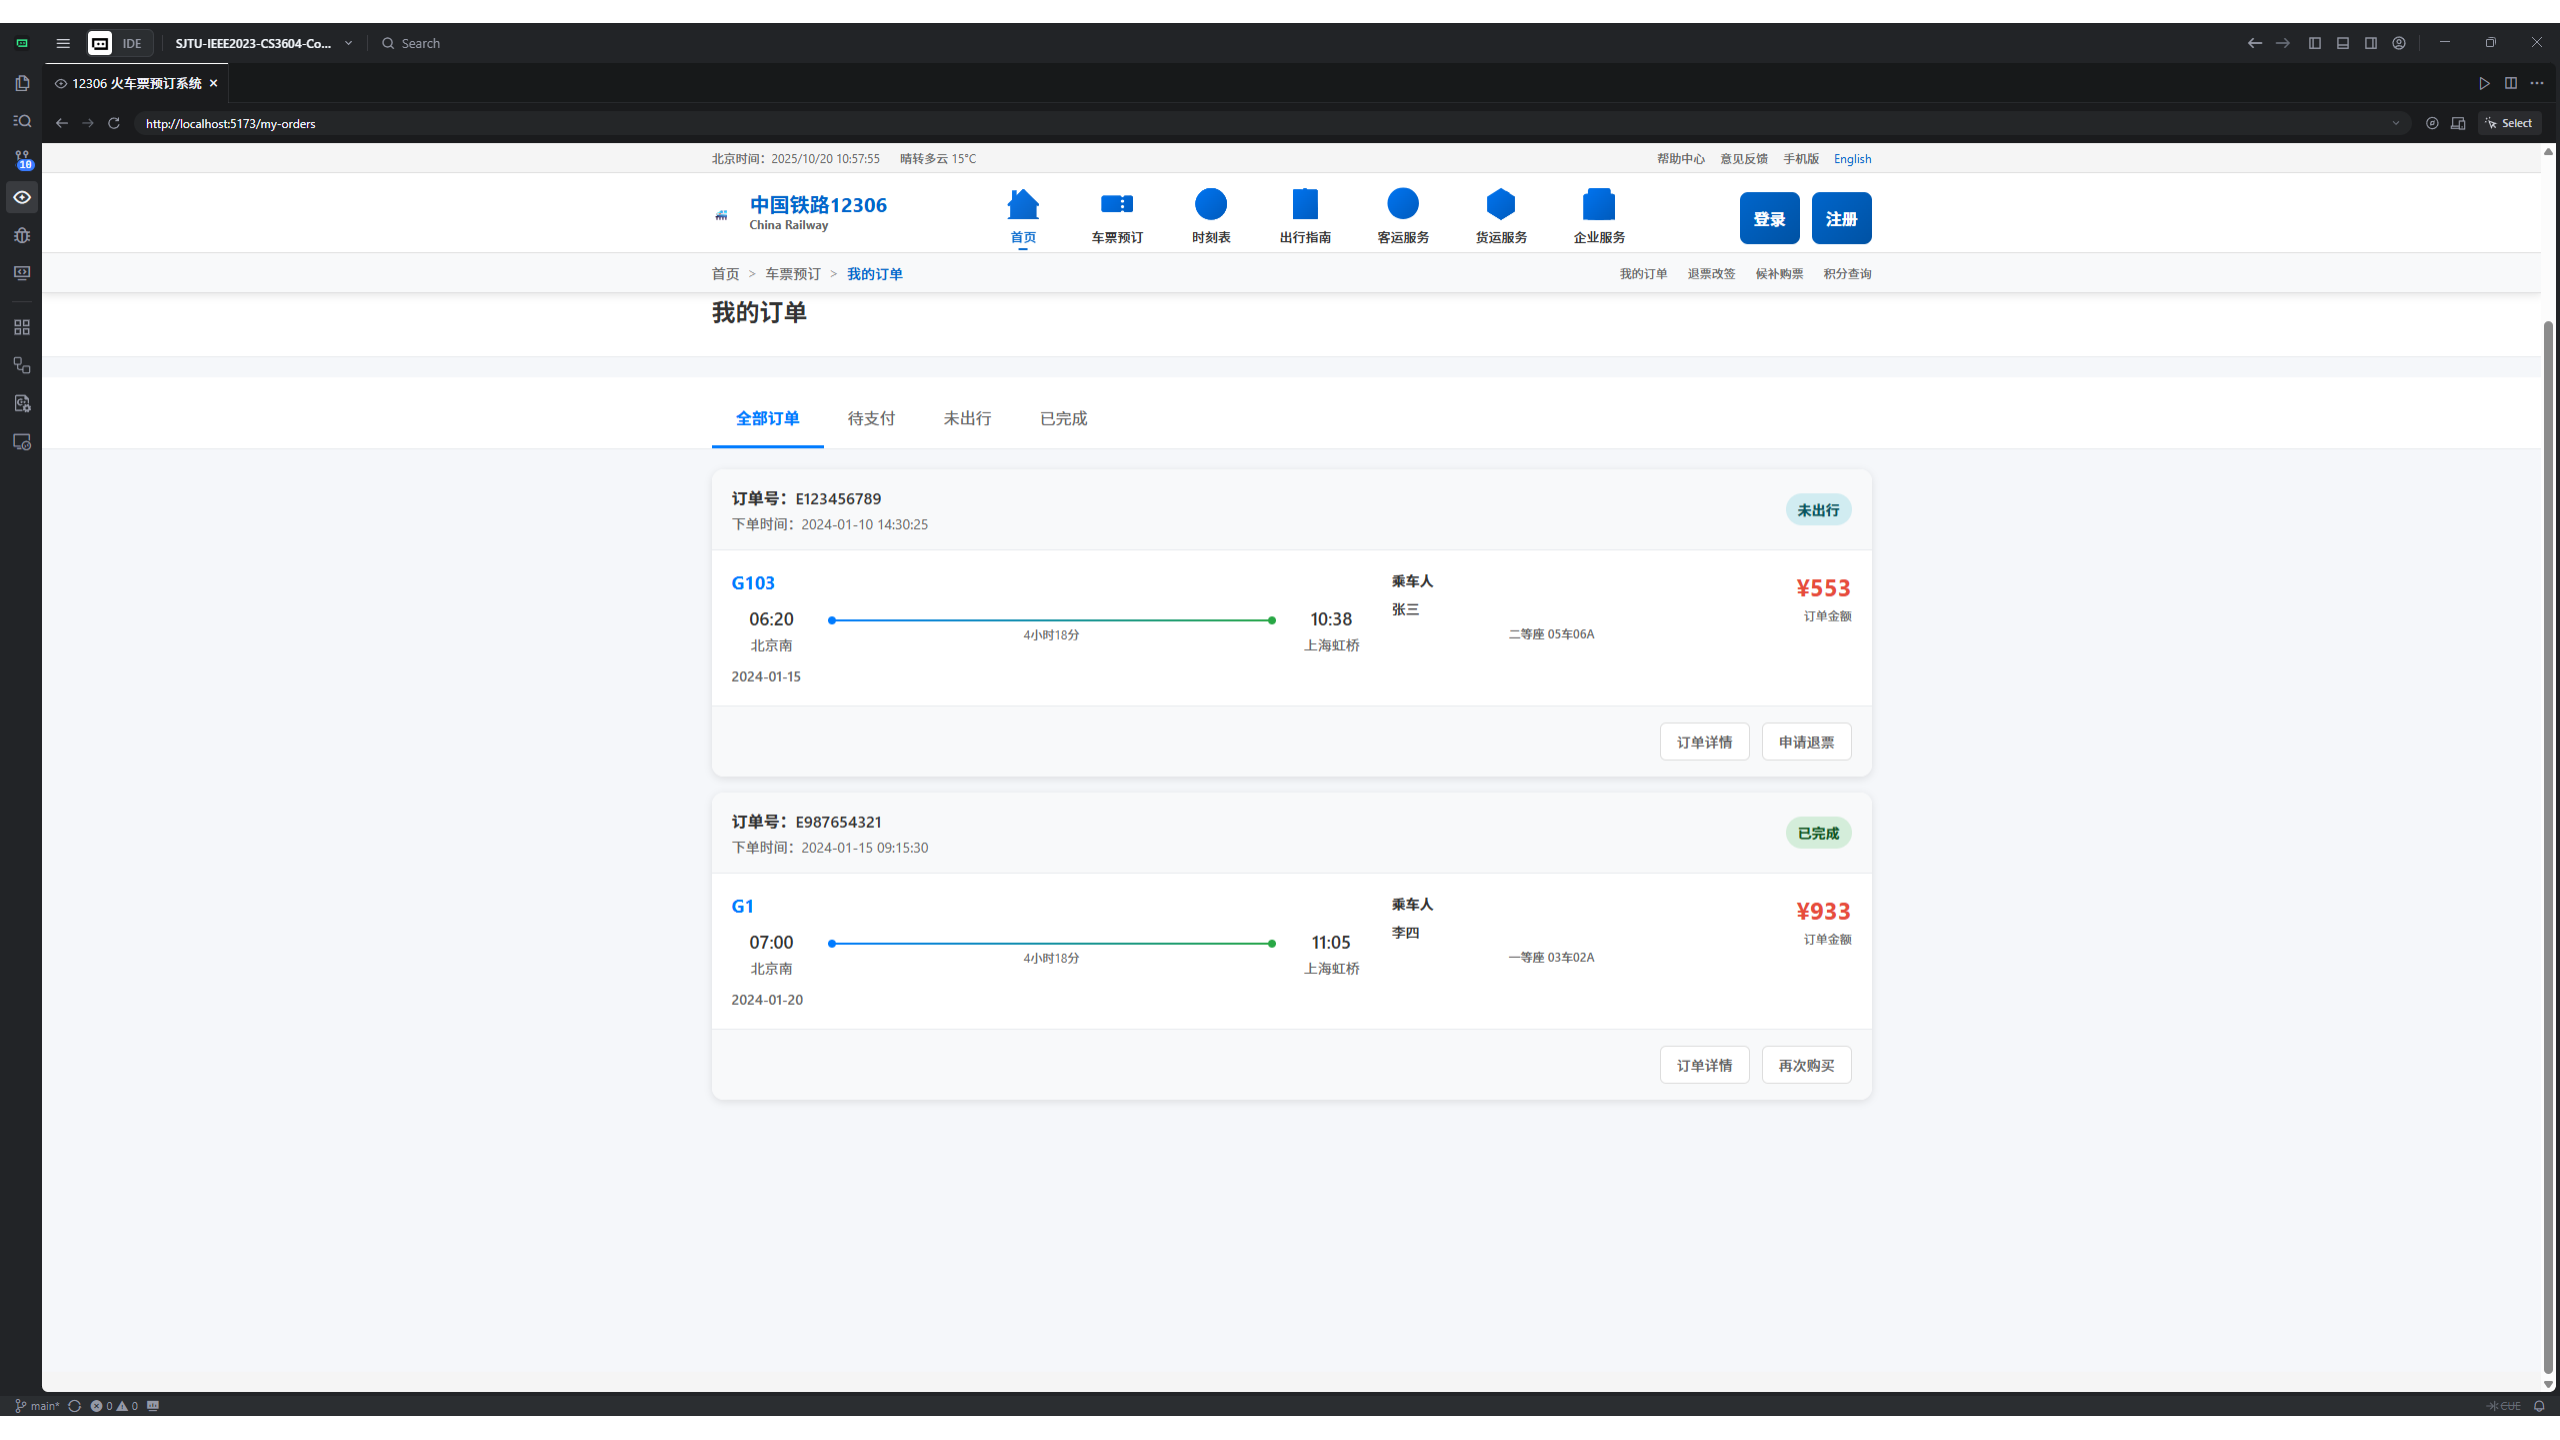 IDE SJTU-IEEE2023-CS3604-Co... Search
12306 火车票预订系统
http://localhost:5173/my-orders Select
10
北京时间：2025/10/20 10:57:55 晴转多云 15°C 帮助中心 意见反馈 手机版 English
中国铁路12306
China Railway
首页 车票预订 时刻表 出行指南 客运服务 货运服务 企业服务
登录 注册
首页 > 车票预订 > 我的订单 我的订单 退票改签 候补购票 积分查询
我的订单
全部订单 待支付 未出行 已完成
订单号：E123456789
下单时间：2024-01-10 14:30:25
未出行
G103
06:20 10:38
北京南 4小时18分 上海虹桥
2024-01-15
乘车人
张三
二等座 05车06A
¥553
订单金额
订单详情 申请退票
订单号：E987654321
下单时间：2024-01-15 09:15:30
已完成
G1
07:00 11:05
北京南 4小时18分 上海虹桥
2024-01-20
乘车人
李四
一等座 03车02A
¥933
订单金额
订单详情 再次购买
main* 0 0 CUE